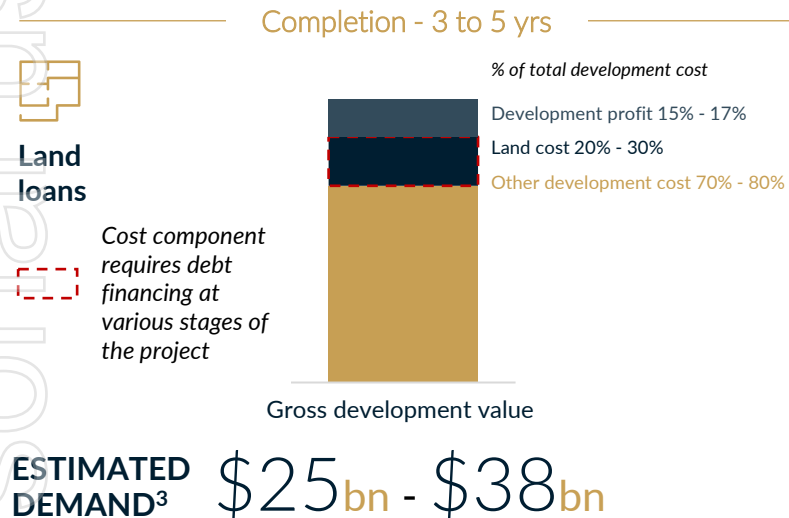 Completion - 3 to 5 yrs
% of total development cost
Development profit 15% - 17%
Land cost 20% - 30%
Other development cost 70% - 80%
Land
loans
Cost component
requires debt
financing at
various stages of
the project
Gross development value
ESTIMATED
DEMAND³
$25bn - $38bn